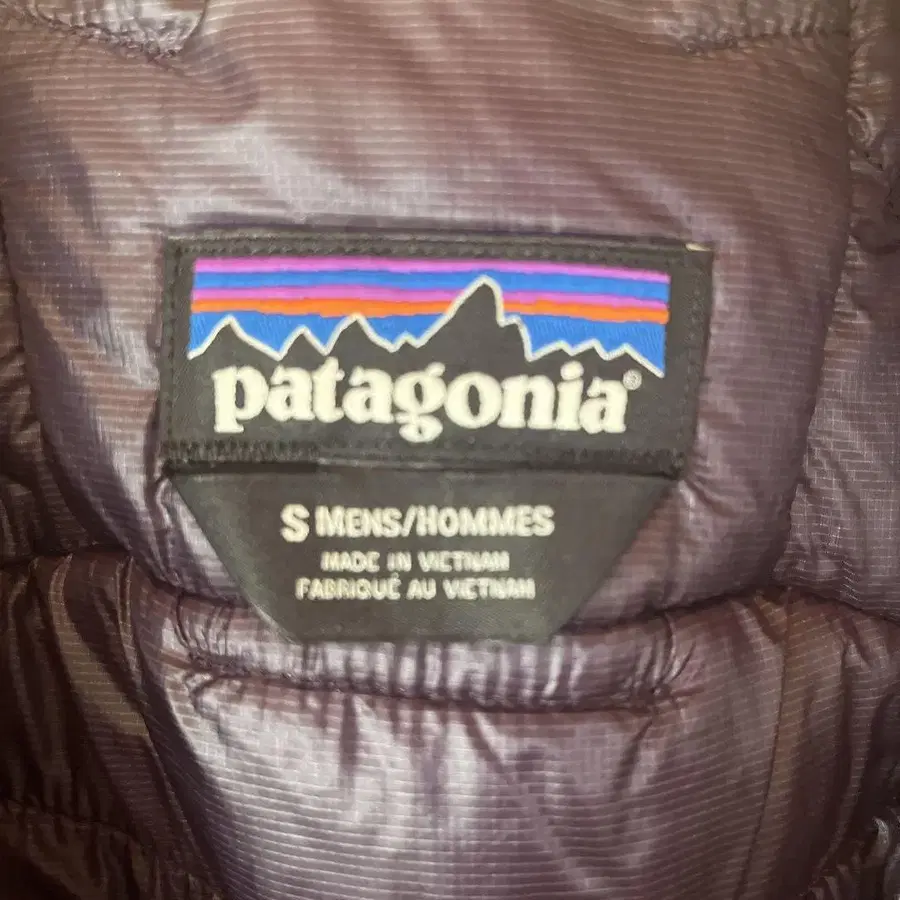 patagonia®
S MENS/HOMMES
MADE IN VIETNAM
FABRIQUÉ AU VIETNAM